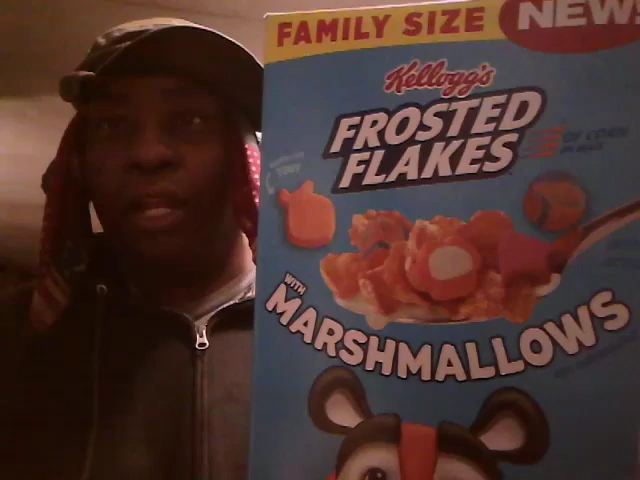 FAMILY SIZE
NEW!
Kellogg's
FROSTED
FLAKES
WITH
MARSHMALLOWS